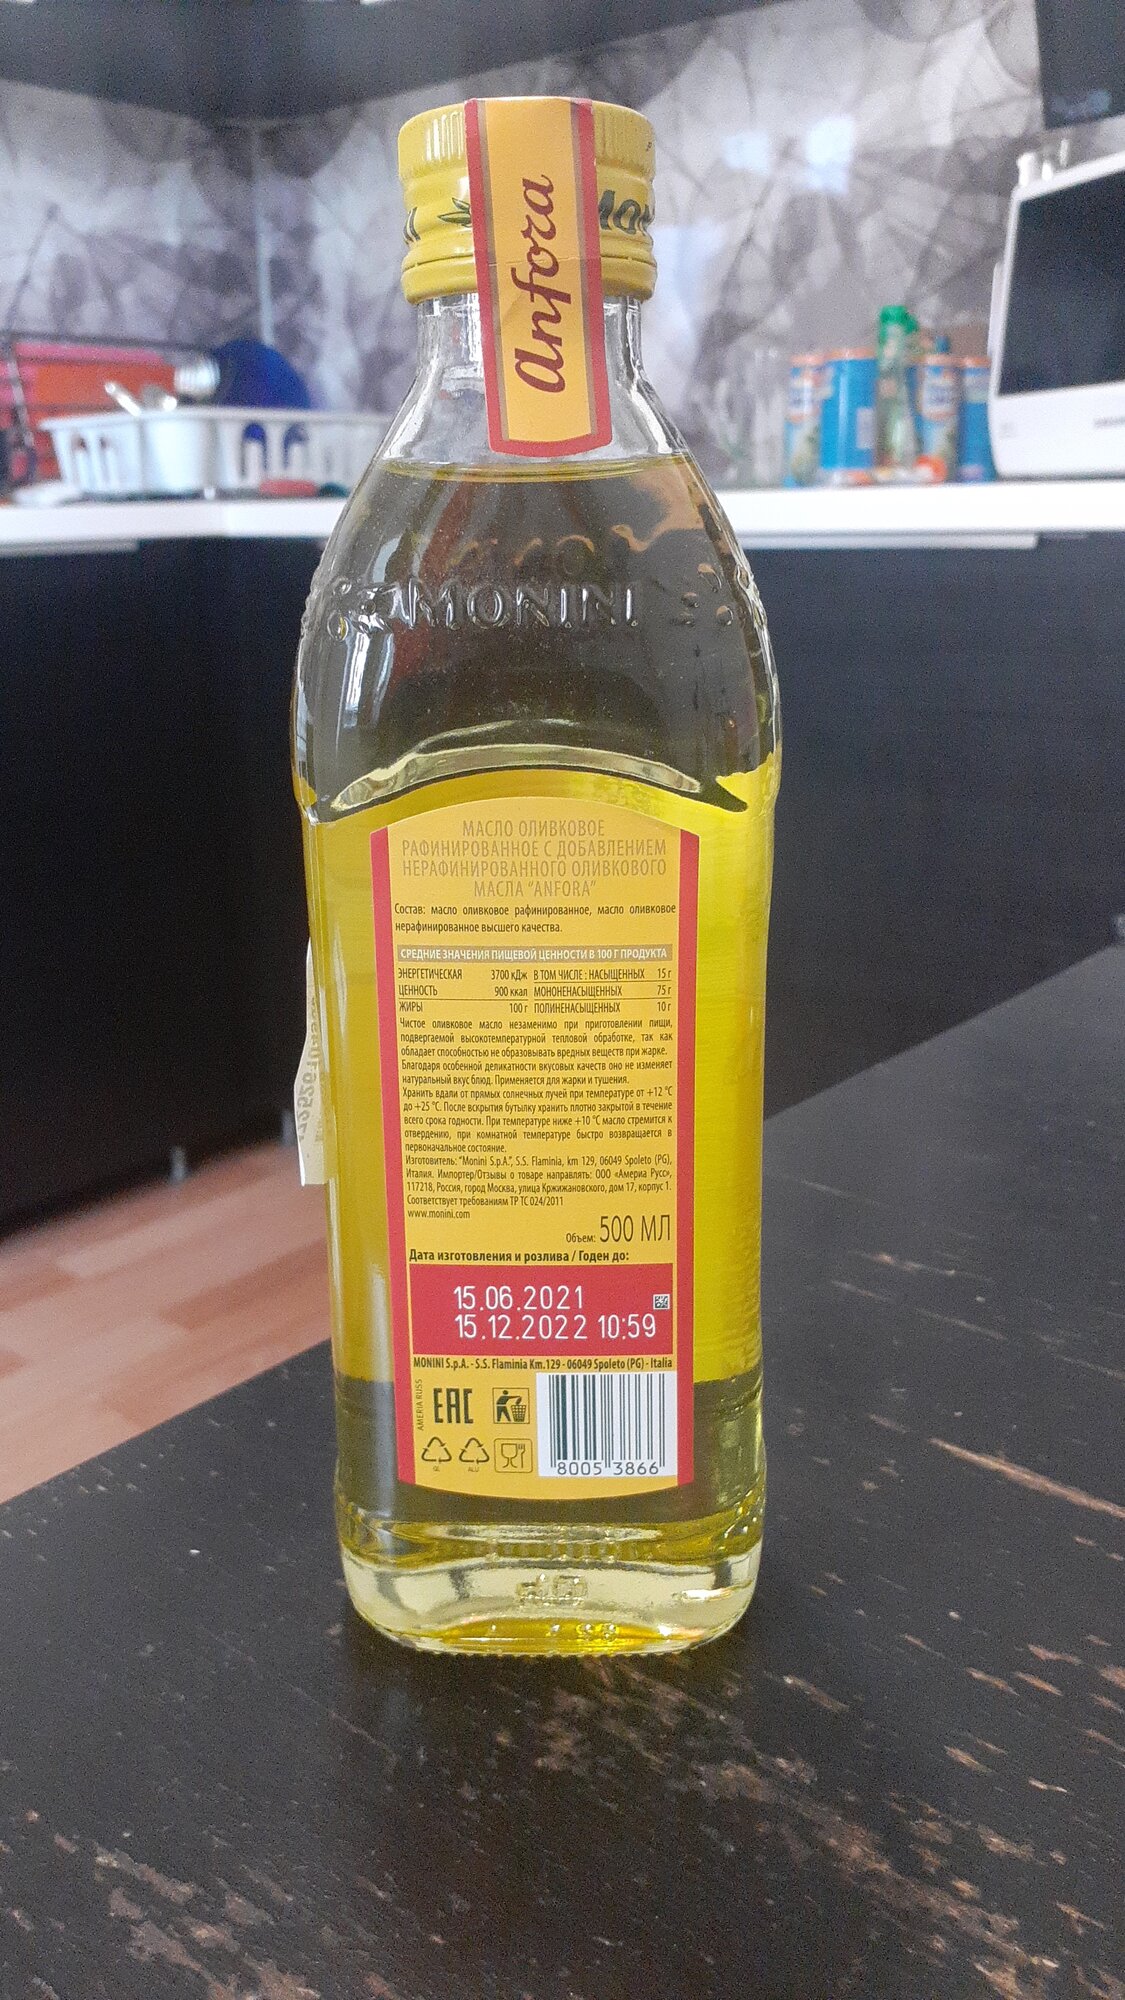 Anfora
MONINI
МАСЛО ОЛИВКОВОЕ
РАФИНИРОВАННОЕ С ДОБАВЛЕНИЕМ
НЕРАФИНИРОВАННОГО ОЛИВКОВОГО
МАСЛА "ANFORA"
Состав: масло оливковое рафинированное, масло оливковое
нерафинированное высшего качества.
СРЕДНИЕ ЗНАЧЕНИЯ ПИЩЕВОЙ ЦЕННОСТИ В 100 Г ПРОДУКТА
ЭНЕРГЕТИЧЕСКАЯ 3700 кДж В ТОМ ЧИСЛЕ : НАСЫЩЕННЫХ 15 г
ЦЕННОСТЬ 900 ккал МОНОНЕНАСЫЩЕННЫХ 75 г
ЖИРЫ 100 г ПОЛИНЕНАСЫЩЕННЫХ 10 г
Чистое оливковое масло незаменимо при приготовлении пищи,
подвергаемой высокотемпературной тепловой обработке, так как
обладает способностью не образовывать вредных веществ при жарке.
Благодаря особенной деликатности вкусовых качеств оно не изменяет
натуральный вкус блюд. Применяется для жарки и тушения.
Хранить вдали от прямых солнечных лучей при температуре от +12 °С
до +25 °С. После вскрытия бутылку хранить плотно закрытой в течение
всего срока годности. При температуре ниже +10 °С масло стремится к
отвердению, при комнатной температуре быстро возвращается в
первоначальное состояние.
Изготовитель: "Monini S.p.A.", S.S. Flaminia, km 129, 06049 Spoleto (PG),
Италия. Импортер/Отзывы о товаре направлять: ООО «Америа Русс»,
117218, Россия, город Москва, улица Кржижановского, дом 17, корпус 1.
Соответствует требованиям ТР ТС 024/2011
www.monini.com
Объем: 500 МЛ
Дата изготовления и розлива / Годен до:
15.06.2021
15.12.2022 10:59
MONINI S.p.A. - S.S. Flaminia Km. 129 - 06049 Spoleto (PG) - Italia
AMERIA RUSS
EAC
GL ALU
8005 3866